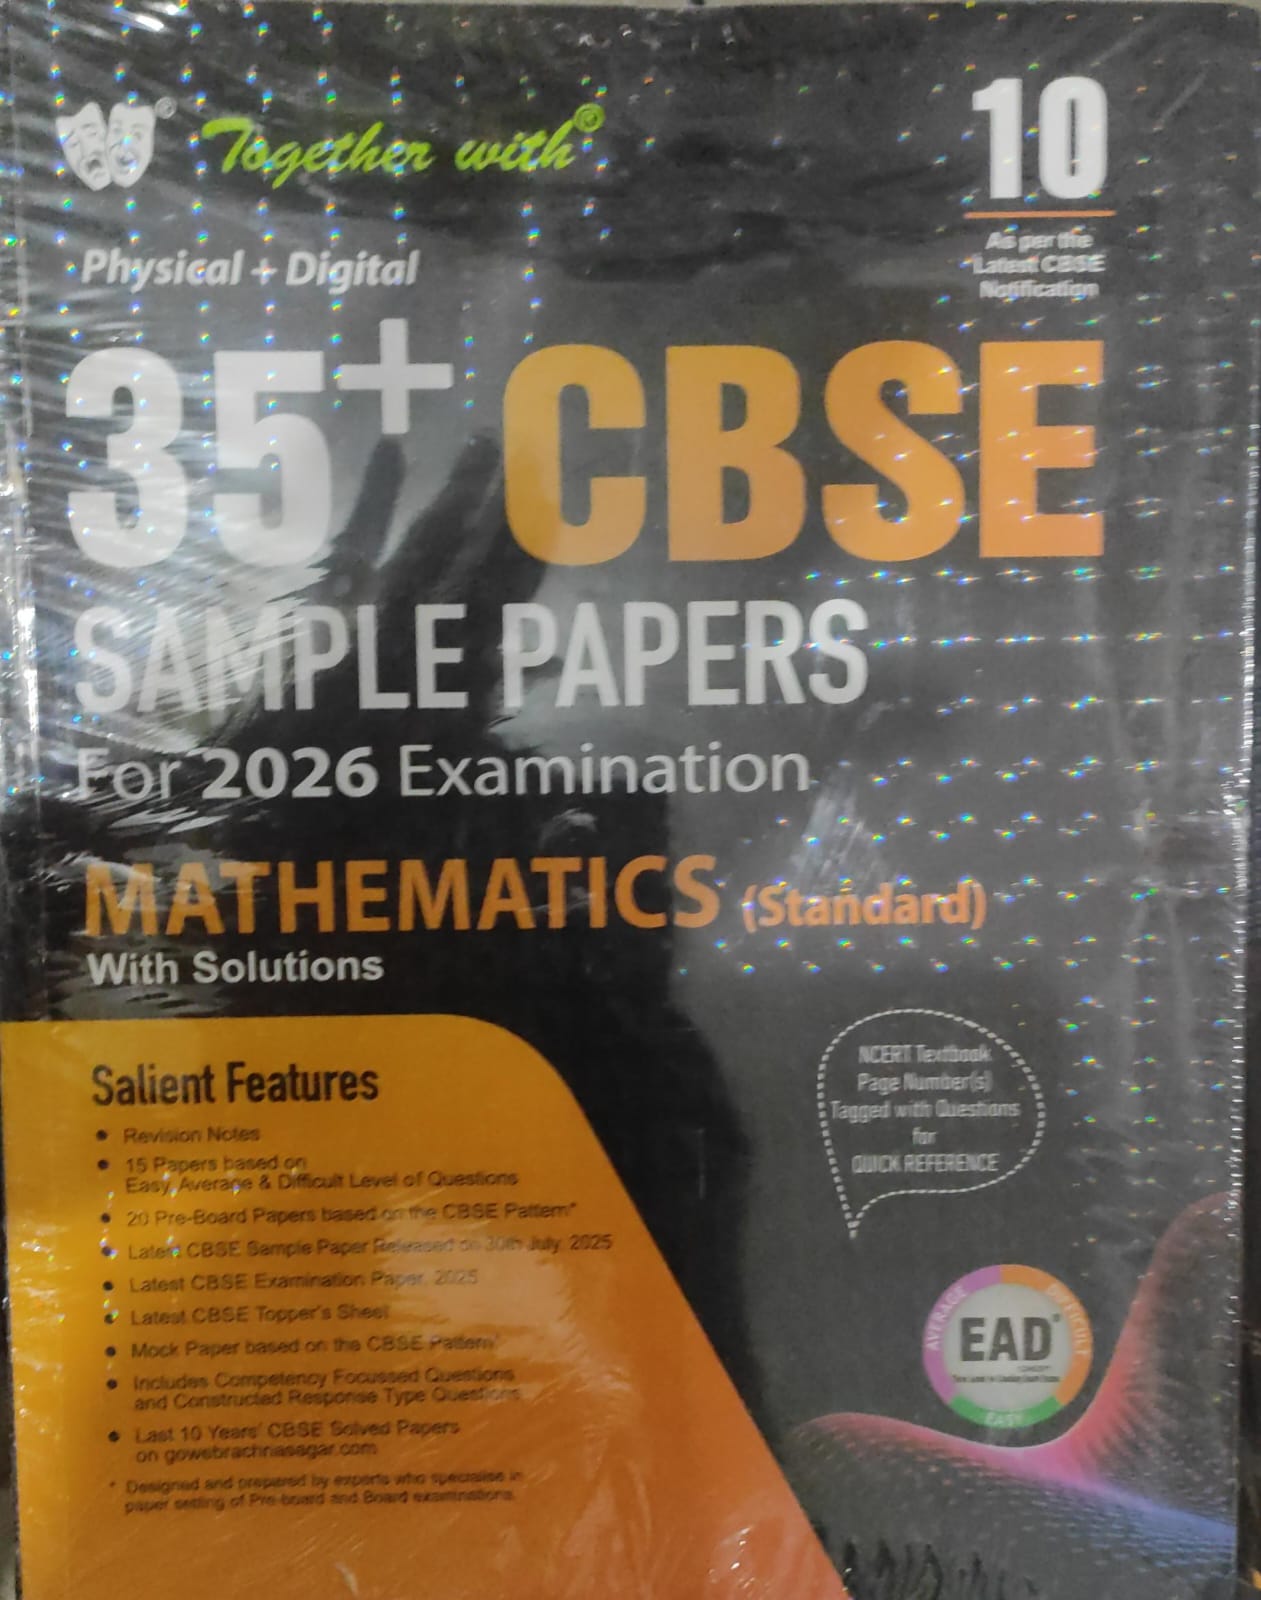 Together with®
10
As per the
Latest CBSE
Notification
Physical + Digital
35+ CBSE
SAMPLE PAPERS
For 2026 Examination
MATHEMATICS (Standard)
With Solutions
NCERT Textbook
Page Number(s)
Tagged with Questions
for
QUICK REFERENCE
Salient Features
• Revision Notes
• 15 Papers based on
Easy, Average & Difficult Level of Questions
• 20 Pre-Board Papers based on the CBSE Pattern*
• Latest CBSE Sample Paper Released on 30th July, 2025
• Latest CBSE Examination Paper, 2025
• Latest CBSE Topper's Sheet
• Mock Paper based on the CBSE Pattern*
• Includes Competency Focussed Questions
and Constructed Response Type Questions
• Last 10 Years' CBSE Solved Papers
on gowebrachnasagar.com
* Designed and prepared by experts who specialise in
paper setting of Pre-board and Board examinations.
AVERAGE
DIFFICULT
EAD
EASY